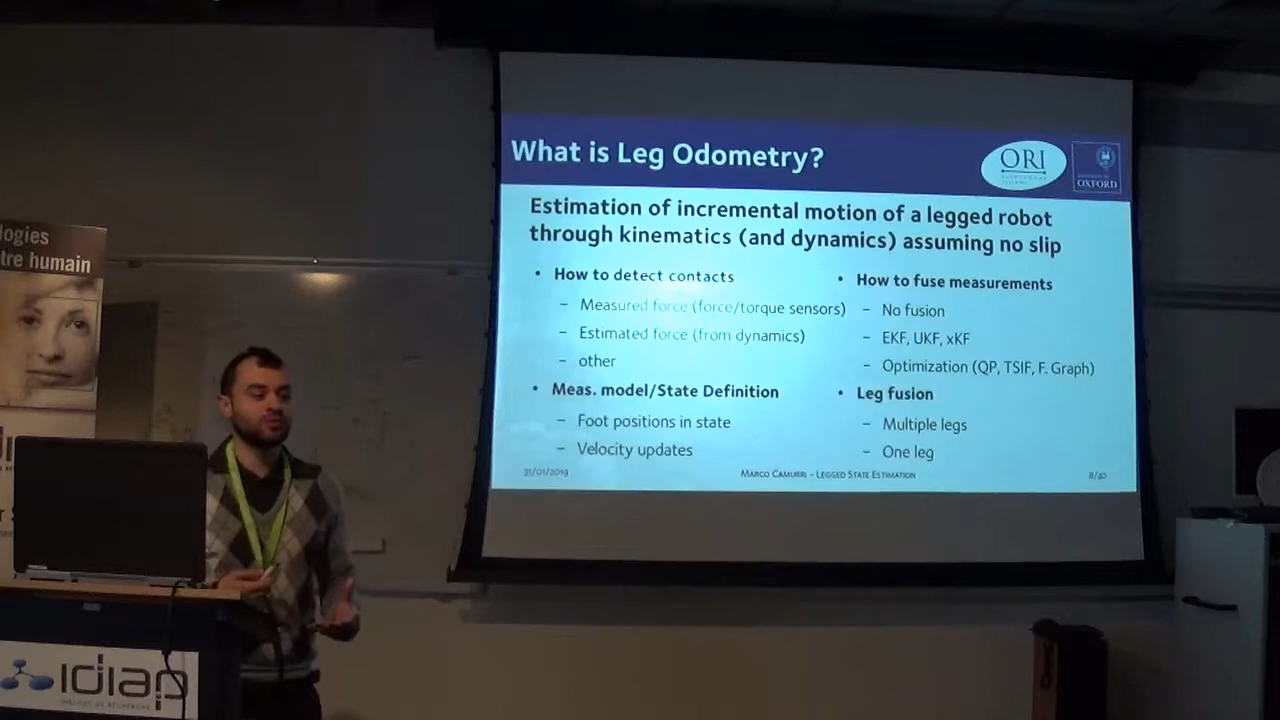 logies
tre humain
What is Leg Odometry?
ORI
OXFORD
Estimation of incremental motion of a legged robot
through kinematics (and dynamics) assuming no slip
• How to detect contacts
– Measured force (force/torque sensors)
– Estimated force (from dynamics)
– other
• Meas. model/State Definition
– Foot positions in state
– Velocity updates
• How to fuse measurements
– No fusion
– EKF, UKF, xKF
– Optimization (QP, TSIF, F. Graph)
• Leg fusion
– Multiple legs
– One leg
31/01/2019
Marco Camurri – Legged State Estimation
8/40
idiap
INSTITUT DE RECHERCHE